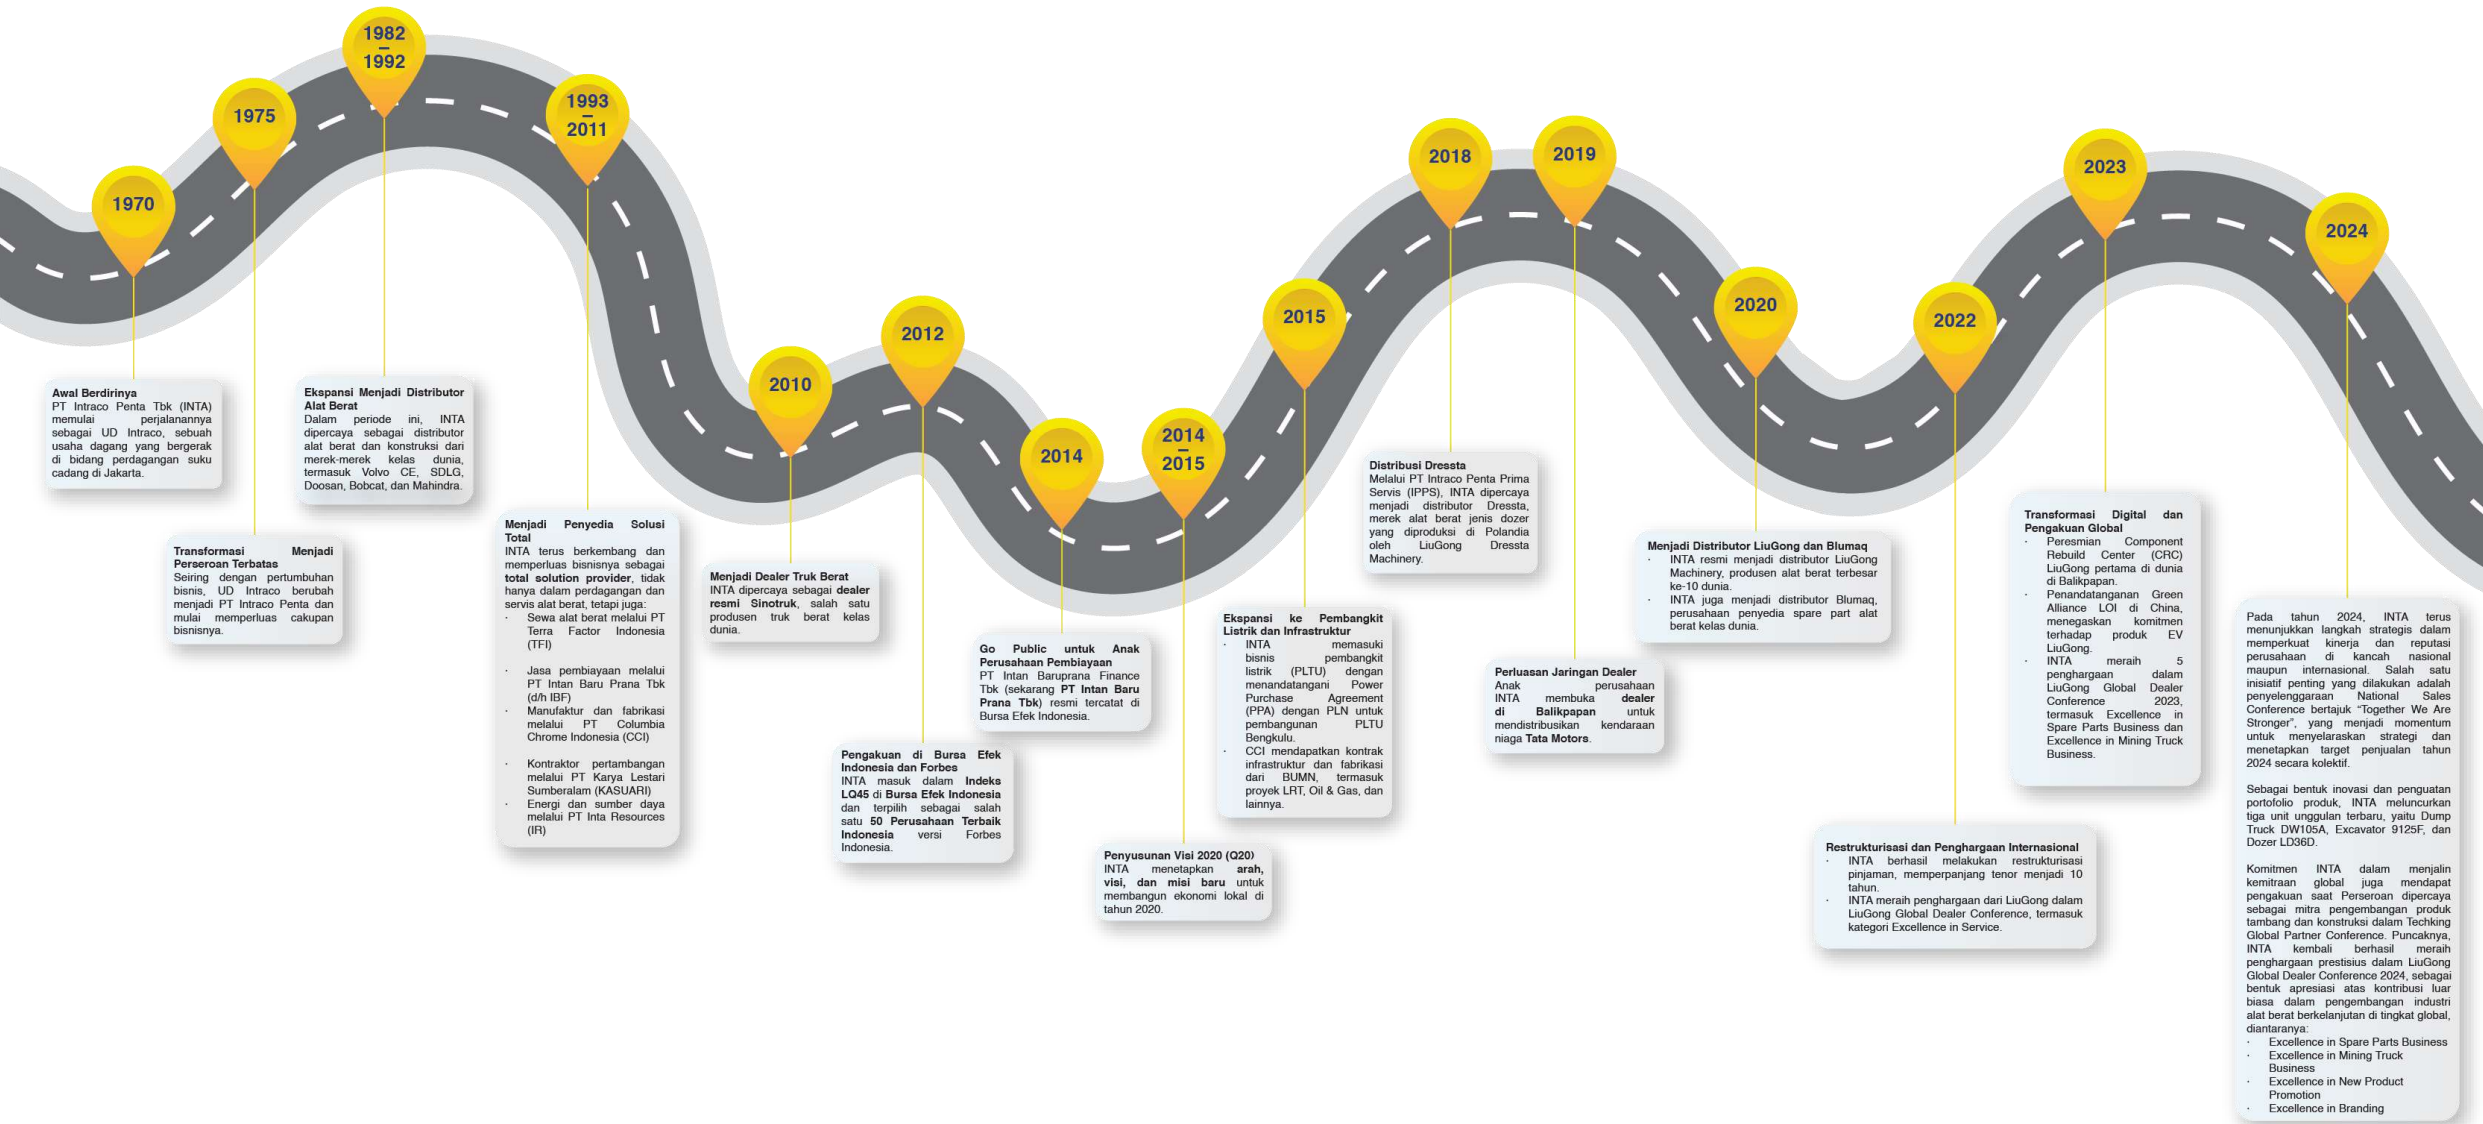 1970
Awal Berdirinya
PT Intraco Penta Tbk (INTA)
memulai perjalanannya
sebagai UD Intraco, sebuah
usaha dagang yang bergerak
di bidang perdagangan suku
cadang di Jakarta.
1975
Transformasi Menjadi
Perseroan Terbatas
Seiring dengan pertumbuhan
bisnis, UD Intraco berubah
menjadi PT Intraco Penta dan
mulai memperluas cakupan
bisnisnya.
1982
–
1992
Ekspansi Menjadi Distributor
Alat Berat
Dalam periode ini, INTA
dipercaya sebagai distributor
alat berat dan konstruksi dari
merek-merek kelas dunia,
termasuk Volvo CE, SDLG,
Doosan, Bobcat, dan Mahindra.
1993
–
2011
Menjadi Penyedia Solusi
Total
INTA terus berkembang dan
memperluas bisnisnya sebagai
total solution provider, tidak
hanya dalam perdagangan dan
servis alat berat, tetapi juga:
· Sewa alat berat melalui PT
Terra Factor Indonesia
(TFI)
· Jasa pembiayaan melalui
PT Intan Baru Prana Tbk
(d/h IBF)
· Manufaktur dan fabrikasi
melalui PT Columbia
Chrome Indonesia (CCI)
· Kontraktor pertambangan
melalui PT Karya Lestari
Sumberalam (KASUARI)
· Energi dan sumber daya
melalui PT Inta Resources
(IR)
2010
Menjadi Dealer Truk Berat
INTA dipercaya sebagai dealer
resmi Sinotruk, salah satu
produsen truk berat kelas
dunia.
2012
Pengakuan di Bursa Efek
Indonesia dan Forbes
INTA masuk dalam Indeks
LQ45 di Bursa Efek Indonesia
dan terpilih sebagai salah
satu 50 Perusahaan Terbaik
Indonesia versi Forbes
Indonesia.
2014
Go Public untuk Anak
Perusahaan Pembiayaan
PT Intan Baruprana Finance
Tbk (sekarang PT Intan Baru
Prana Tbk) resmi tercatat di
Bursa Efek Indonesia.
2014
–
2015
Penyusunan Visi 2020 (Q20)
INTA menetapkan arah,
visi, dan misi baru untuk
membangun ekonomi lokal di
tahun 2020.
2015
Ekspansi ke Pembangkit
Listrik dan Infrastruktur
· INTA memasuki
bisnis pembangkit
listrik (PLTU) dengan
menandatangani Power
Purchase Agreement
(PPA) dengan PLN untuk
pembangunan PLTU
Bengkulu.
· CCI mendapatkan kontrak
infrastruktur dan fabrikasi
dari BUMN, termasuk
proyek LRT, Oil & Gas, dan
lainnya.
2018
Distribusi Dressta
Melalui PT Intraco Penta Prima
Servis (IPPS), INTA dipercaya
menjadi distributor Dressta,
merek alat berat jenis dozer
yang diproduksi di Polandia
oleh LiuGong Dressta
Machinery.
2019
Perluasan Jaringan Dealer
Anak perusahaan
INTA membuka dealer
di Balikpapan untuk
mendistribusikan kendaraan
niaga Tata Motors.
2020
Menjadi Distributor LiuGong dan Blumaq
· INTA resmi menjadi distributor LiuGong
Machinery, produsen alat berat terbesar
ke-10 dunia.
· INTA juga menjadi distributor Blumaq,
perusahaan penyedia spare part alat
berat kelas dunia.
2022
Restrukturisasi dan Penghargaan Internasional
· INTA berhasil melakukan restrukturisasi
pinjaman, memperpanjang tenor menjadi 10
tahun.
· INTA meraih penghargaan dari LiuGong dalam
LiuGong Global Dealer Conference, termasuk
kategori Excellence in Service.
2023
Transformasi Digital dan
Pengakuan Global
· Peresmian Component
Rebuild Center (CRC)
LiuGong pertama di dunia
di Balikpapan.
· Penandatanganan Green
Alliance LOI di China,
menegaskan komitmen
terhadap produk EV
LiuGong.
· INTA meraih 5
penghargaan dalam
LiuGong Global Dealer
Conference 2023,
termasuk Excellence in
Spare Parts Business dan
Excellence in Mining Truck
Business.
2024
Pada tahun 2024, INTA terus
menunjukkan langkah strategis dalam
memperkuat kinerja dan reputasi
perusahaan di kancah nasional
maupun internasional. Salah satu
inisiatif penting yang dilakukan adalah
penyelenggaraan National Sales
Conference bertajuk “Together We Are
Stronger”, yang menjadi momentum
untuk menyelaraskan strategi dan
menetapkan target penjualan tahun
2024 secara kolektif.
Sebagai bentuk inovasi dan penguatan
portofolio produk, INTA meluncurkan
tiga unit unggulan terbaru, yaitu Dump
Truck DW105A, Excavator 9125F, dan
Dozer LD36D.
Komitmen INTA dalam menjalin
kemitraan global juga mendapat
pengakuan saat Perseroan dipercaya
sebagai mitra pengembangan produk
tambang dan konstruksi dalam Techking
Global Partner Conference. Puncaknya,
INTA kembali berhasil meraih
penghargaan prestisius dalam LiuGong
Global Dealer Conference 2024, sebagai
bentuk apresiasi atas kontribusi luar
biasa dalam pengembangan industri
alat berat berkelanjutan di tingkat global,
diantaranya:
· Excellence in Spare Parts Business
· Excellence in Mining Truck
Business
· Excellence in New Product
Promotion
· Excellence in Branding